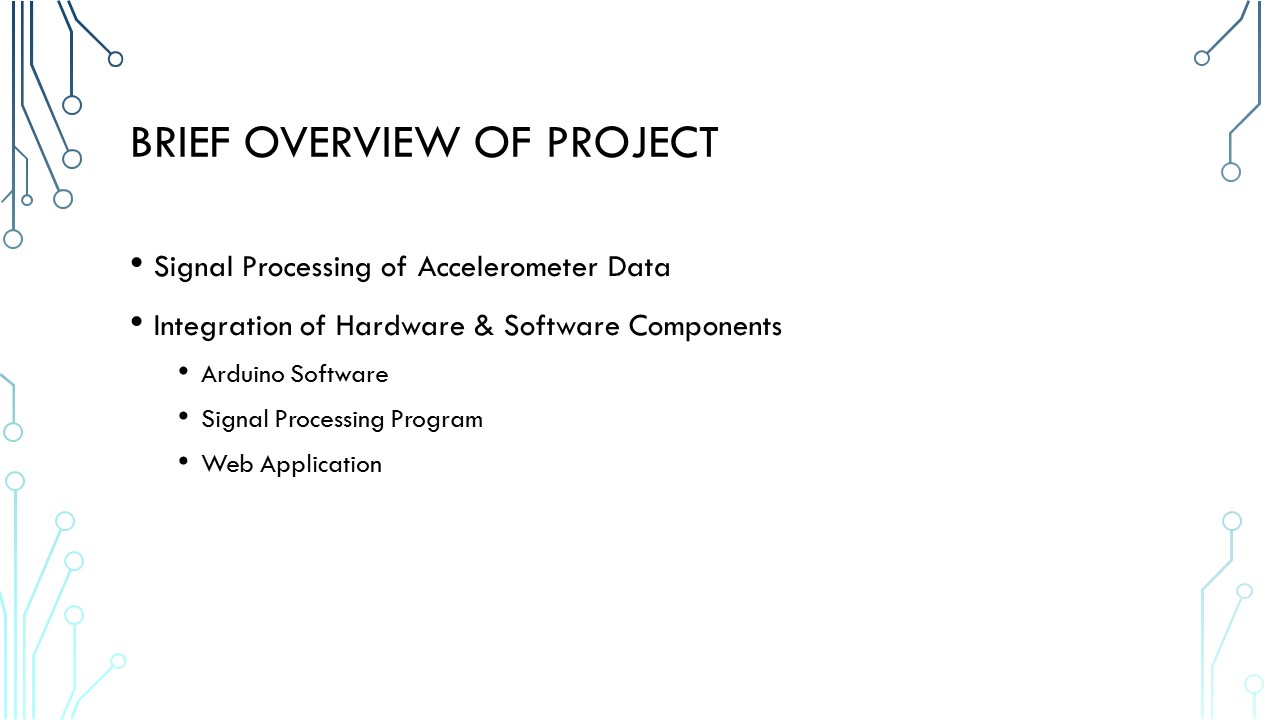 BRIEF OVERVIEW OF PROJECT
• Signal Processing of Accelerometer Data
• Integration of Hardware & Software Components
• Arduino Software
• Signal Processing Program
• Web Application